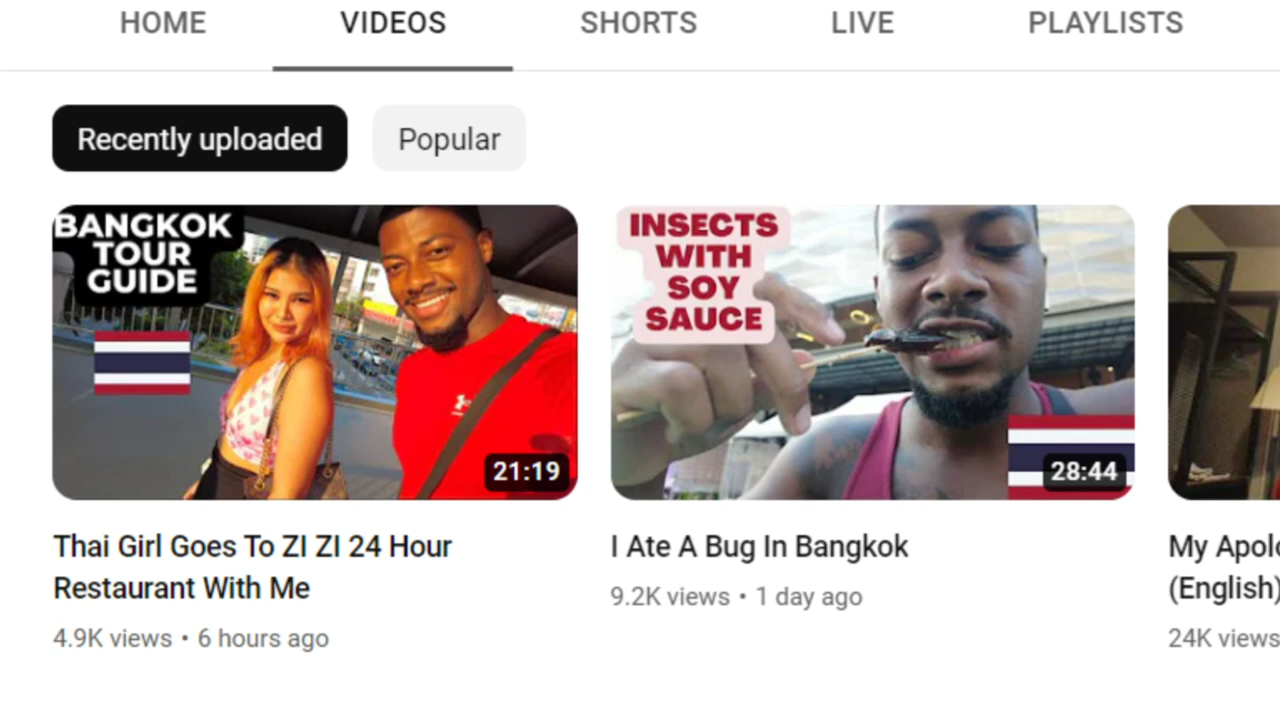 HOME VIDEOS SHORTS LIVE PLAYLISTS
Recently uploaded Popular
BANGKOK
TOUR
GUIDE
21:19
INSECTS
WITH
SOY
SAUCE
28:44
Thai Girl Goes To ZI ZI 24 Hour
Restaurant With Me
4.9K views • 6 hours ago
I Ate A Bug In Bangkok
9.2K views • 1 day ago
My
(English)
24K views